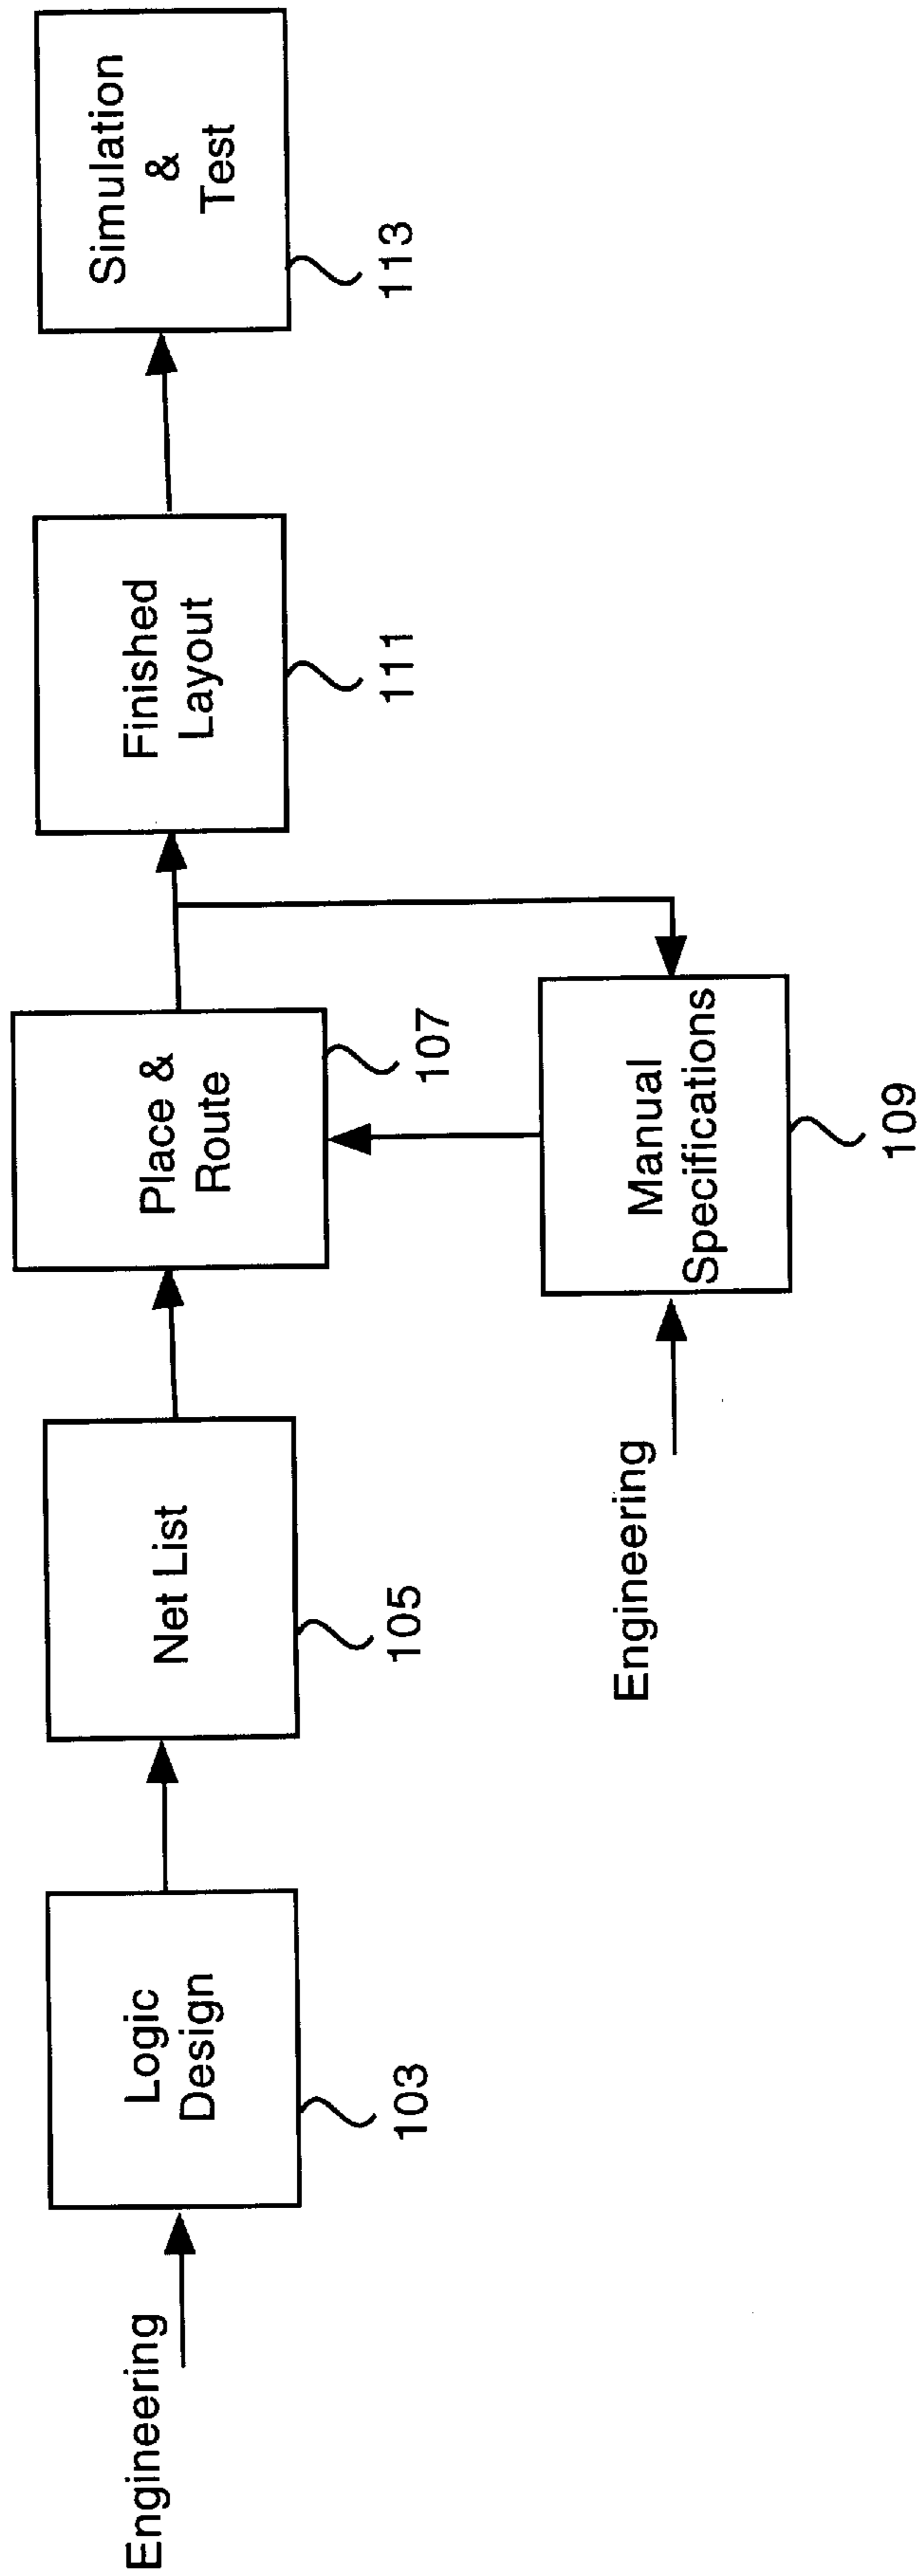 Engineering
Logic
Design
103
Net List
105
Place &
Route
107
Finished
Layout
111
Simulation
&
Test
113
Engineering
Manual
Specifications
109